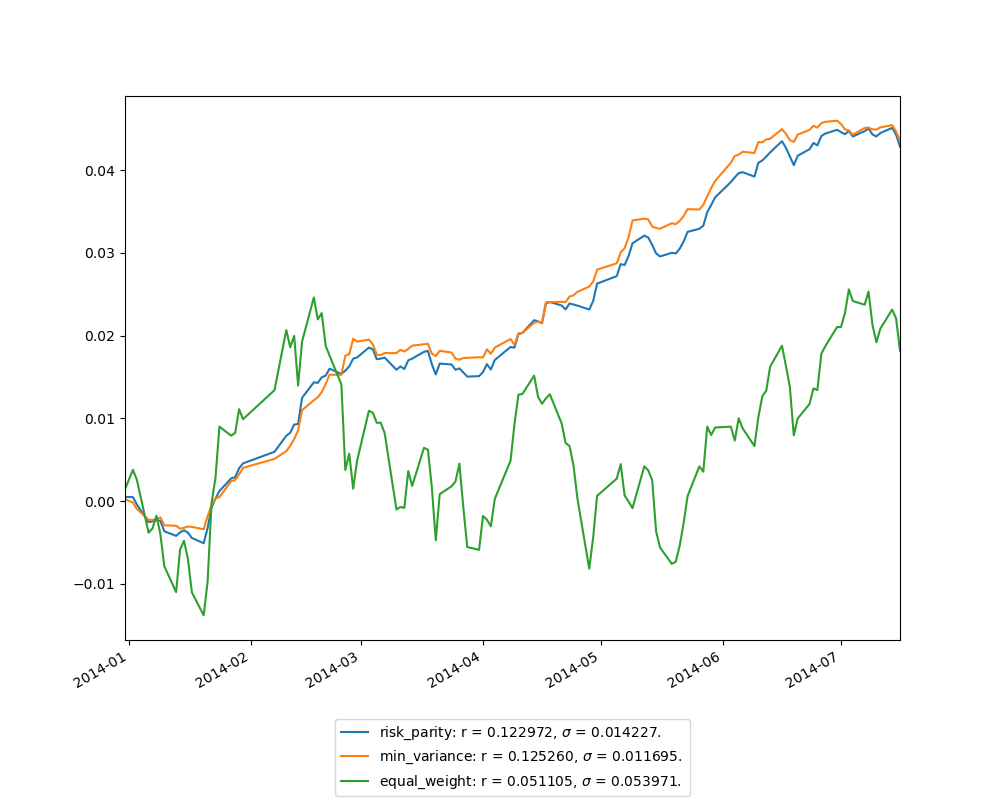 0.04
0.03
0.02
0.01
0.00
−0.01
2014-01 2014-02 2014-03 2014-04 2014-05 2014-06 2014-07
risk_parity: r = 0.122972, σ = 0.014227.
min_variance: r = 0.125260, σ = 0.011695.
equal_weight: r = 0.051105, σ = 0.053971.